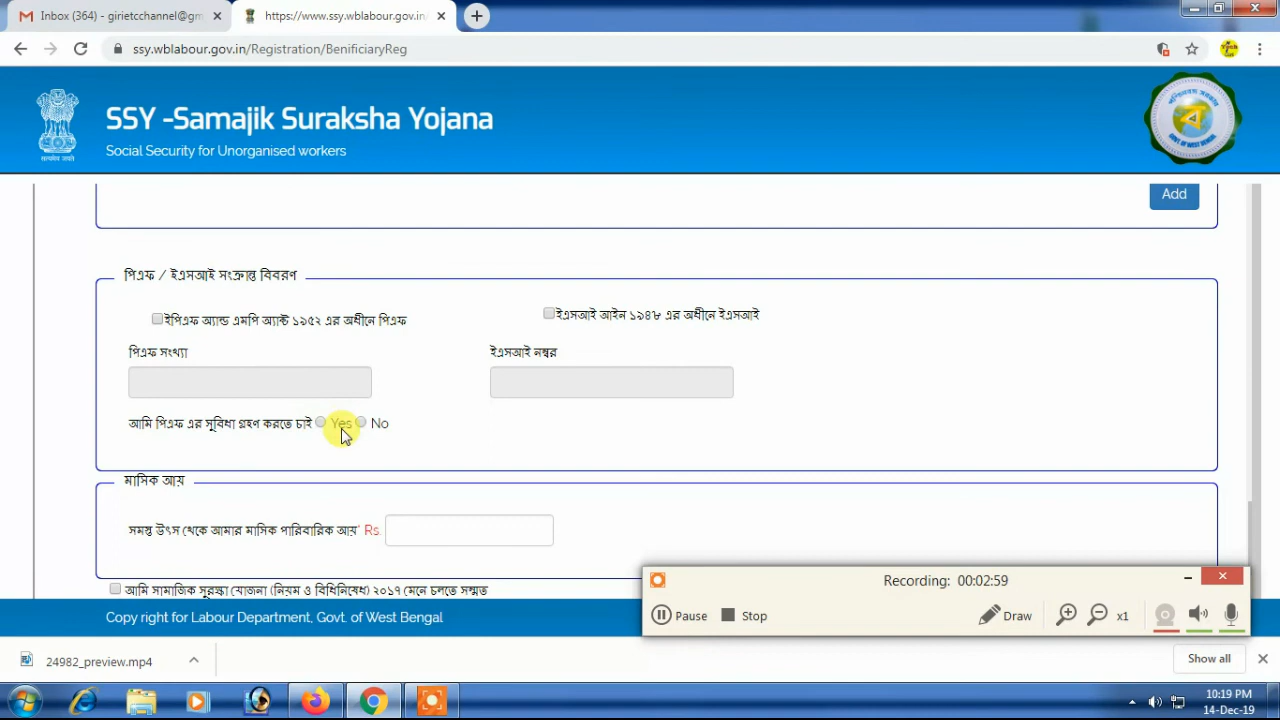 Inbox (364) - girietcchannel@gm
https://www.ssy.wblabour.gov.in/
ssy.wblabour.gov.in/Registration/BenificiaryReg
SSY -Samajik Suraksha Yojana
Social Security for Unorganised workers
Add
পিএফ / ইএসআই সংক্রান্ত বিবরণ
ইপিএফ অ্যান্ড এমপি অ্যাক্ট ১৯৫২ এর অধীনে পিএফ
ইএসআই আইন ১৯৪৮ এর অধীনে ইএসআই
পিএফ সংখ্যা
ইএসআই নম্বর
আমি পিএফ এর সুবিধা গ্রহণ করতে চাই Yes No
মাসিক আয়
সমস্ত উৎস থেকে আমার মাসিক পারিবারিক আয়* Rs.
আমি সামাজিক সুরক্ষা যোজনা (নিয়ম ও বিধিনিষেধ) ২০১৭ মেনে চলতে সম্মত
Recording: 00:02:59
Pause Stop Draw x1
Copy right for Labour Department, Govt. of West Bengal
24982_preview.mp4
Show all
10:19 PM
14-Dec-19